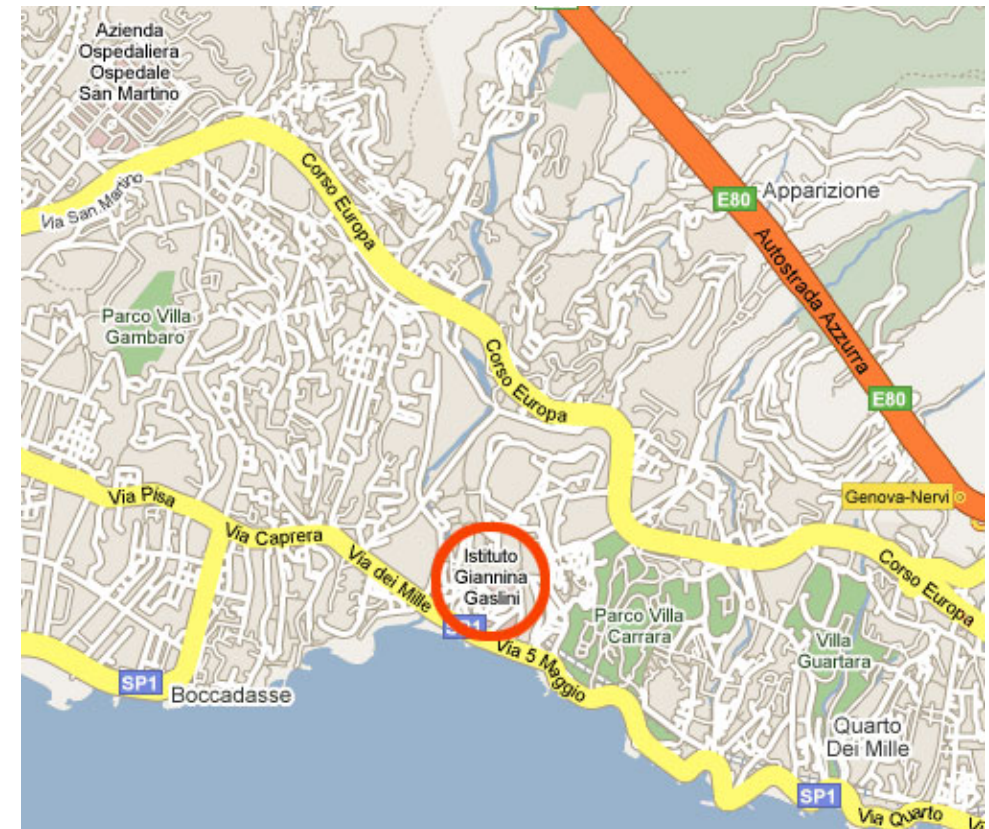 Azienda
Ospedaliera
Ospedale
San Martino
Via San Martino
Corso Europa
E80
Apparizione
Autostrada Azzurra
Parco Villa
Gambaro
Corso Europa
E80
Genova-Nervi
Via Pisa
Via Caprera
Via dei Mille
Istituto
Giannina
Gaslini
Corso Europa
SP1
Parco Villa
Carrara
Via 5 Maggio
Villa
Guartara
SP1
Boccadasse
Quarto
Dei Mille
SP1
Via Quarto